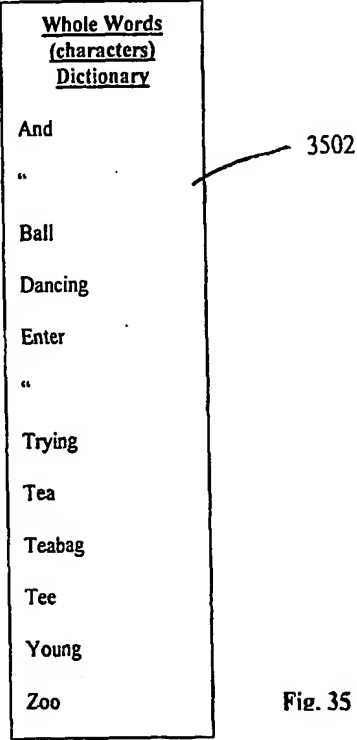 Whole Words
(characters)
Dictionary
And
3502
“
Ball
Dancing
Enter
“
Trying
Tea
Teabag
Tee
Young
Zoo
Fig. 35